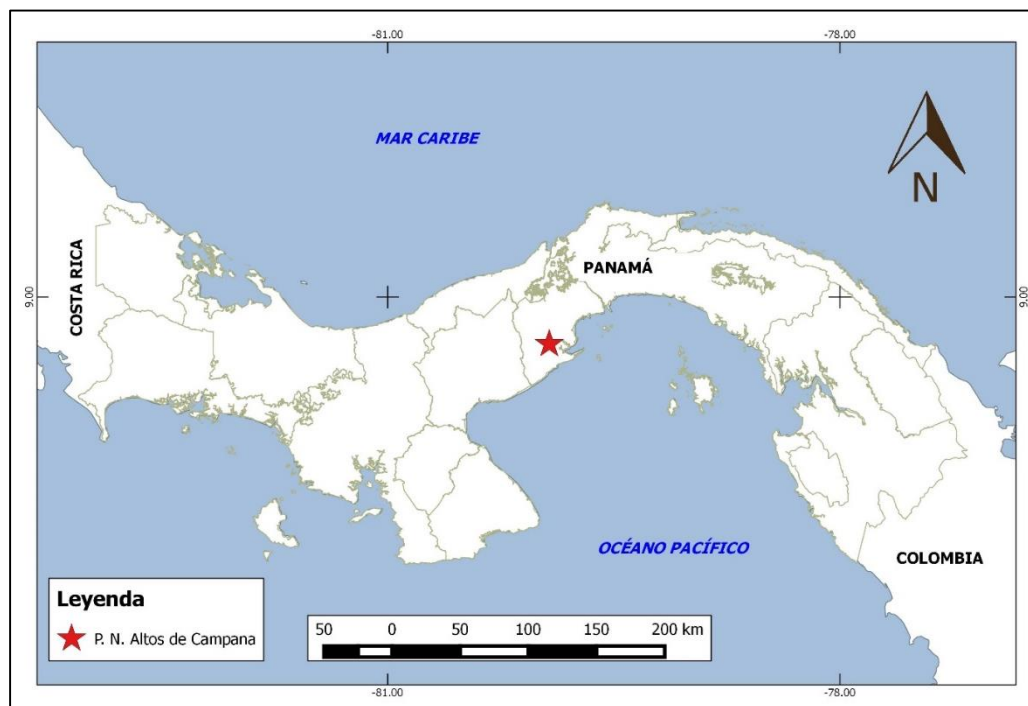 -81.00
-78.00
MAR CARIBE
N
COSTA RICA
PANAMÁ
9.00
9.00
OCÉANO PACÍFICO
COLOMBIA
Leyenda
P. N. Altos de Campana
50 0 50 100 150 200 km
-81.00
-78.00